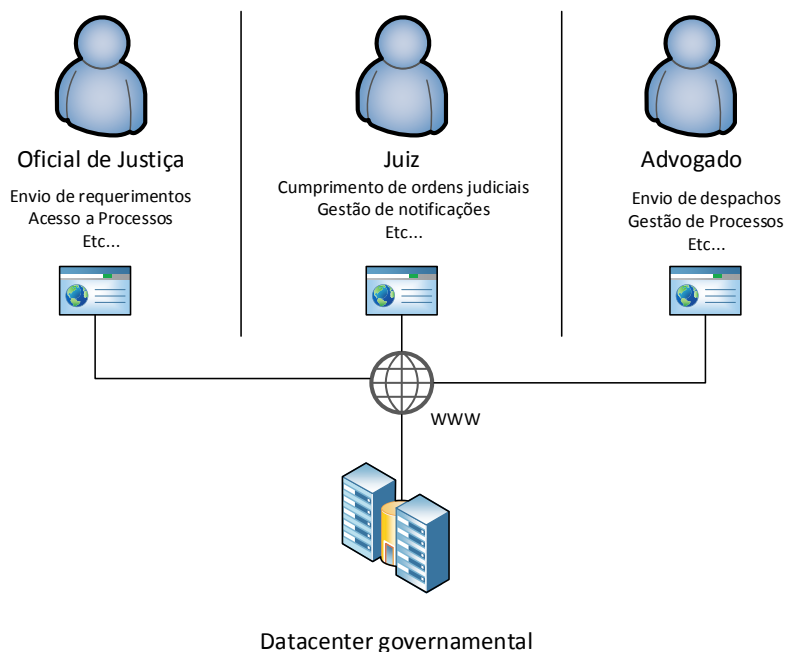 Oficial de Justiça
Envio de requerimentos
Acesso a Processos
Etc...
Juiz
Cumprimento de ordens judiciais
Gestão de notificações
Etc...
Advogado
Envio de despachos
Gestão de Processos
Etc...
www
Datacenter governamental